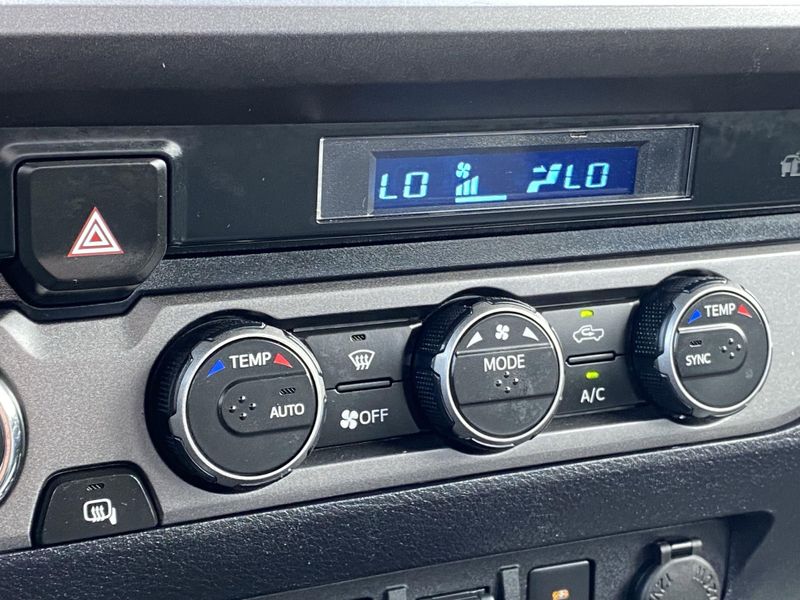 LO LO
TEMP
AUTO
OFF
MODE
A/C
TEMP
SYNC